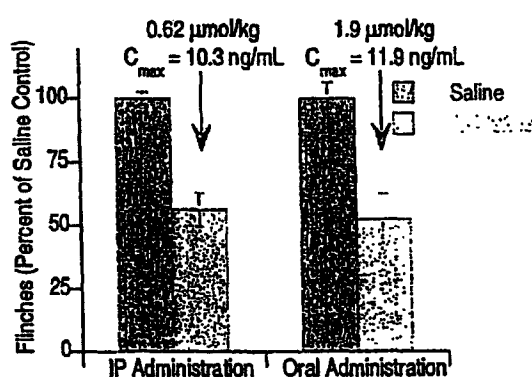 0.62 µmol/kg
C max = 10.3 ng/mL
1.9 µmol/kg
C max = 11.9 ng/mL
Saline
Flinches (Percent of Saline Control)
100
75
50
25
0
IP Administration
Oral Administration